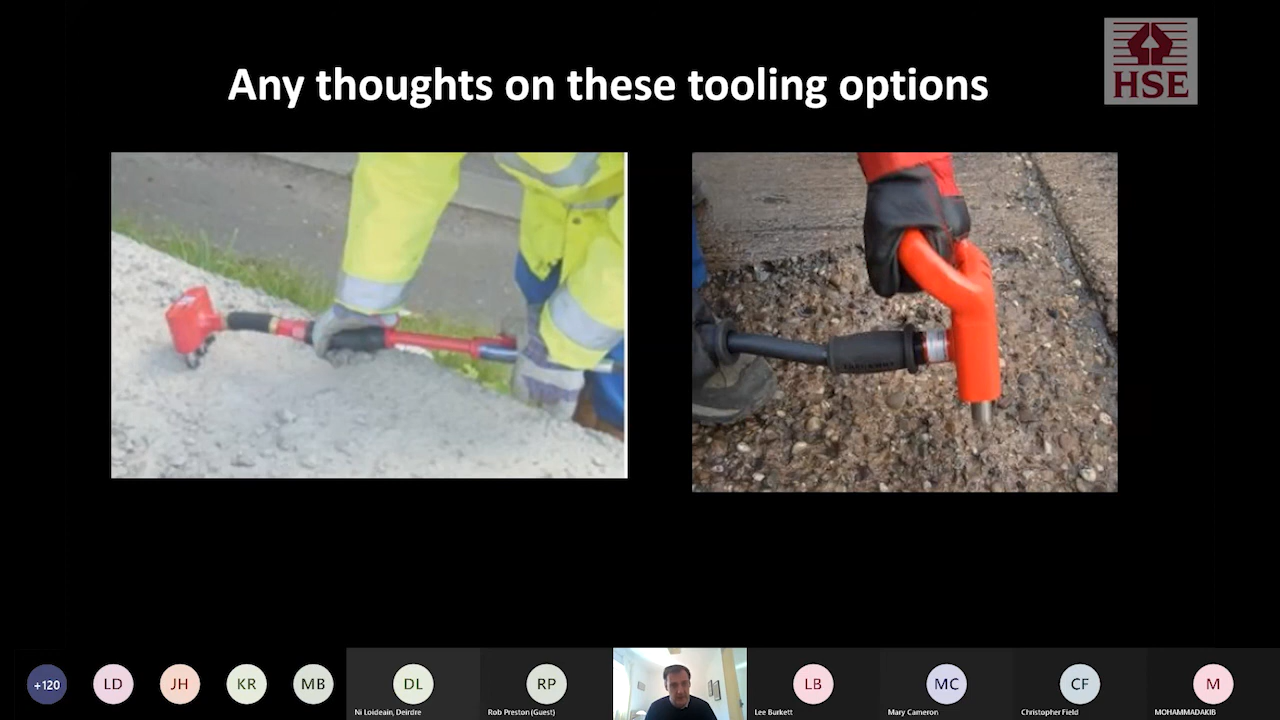 Any thoughts on these tooling options
HSE
+120
LD
JH
KR
MB
DL
Ni Loideain, Deirdre
RP
Rob Preston (Guest)
LB
Lee Burkett
MC
Mary Cameron
CF
Christopher Field
M
MOHAMMADAKIB